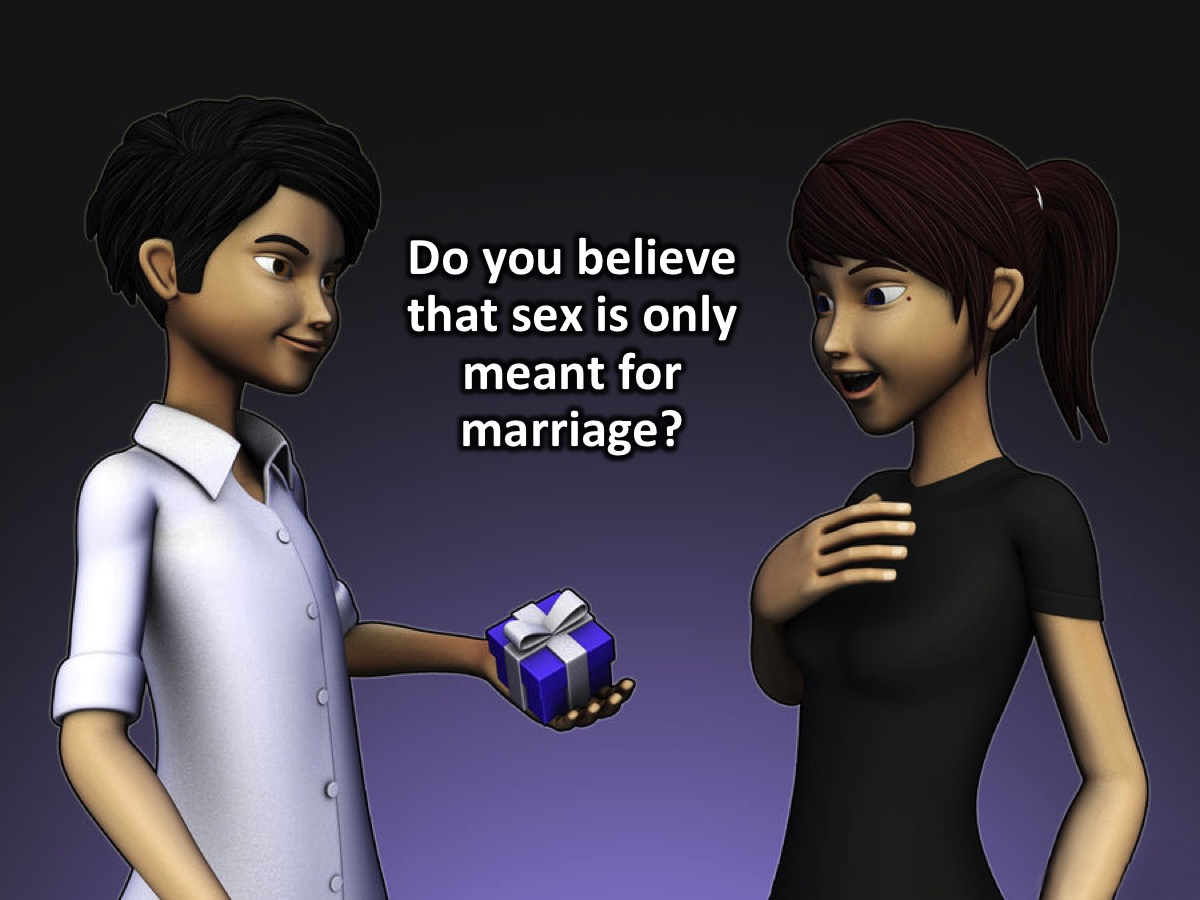 Do you believe
that sex is only
meant for
marriage?